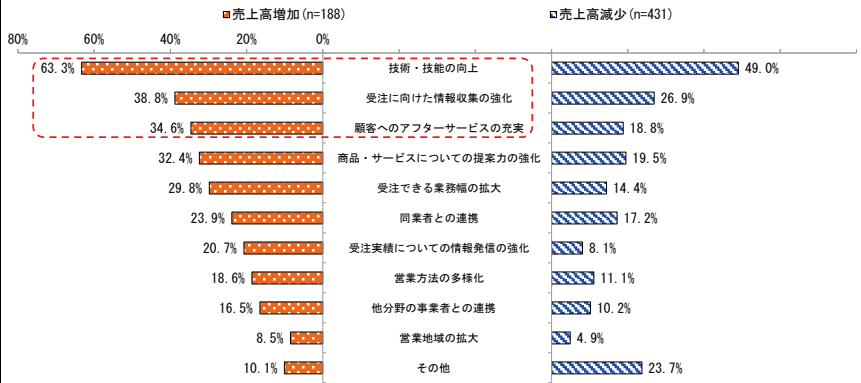 売上高増加(n=188) 売上高減少(n=431)
80% 60% 40% 20% 0%
63.3% 技術・技能の向上 49.0%
38.8% 受注に向けた情報収集の強化 26.9%
34.6% 顧客へのアフターサービスの充実 18.8%
32.4% 商品・サービスについての提案力の強化 19.5%
29.8% 受注できる業務幅の拡大 14.4%
23.9% 同業者との連携 17.2%
20.7% 受注実績についての情報発信の強化 8.1%
18.6% 営業方法の多様化 11.1%
16.5% 他分野の事業者との連携 10.2%
8.5% 営業地域の拡大 4.9%
10.1% その他 23.7%